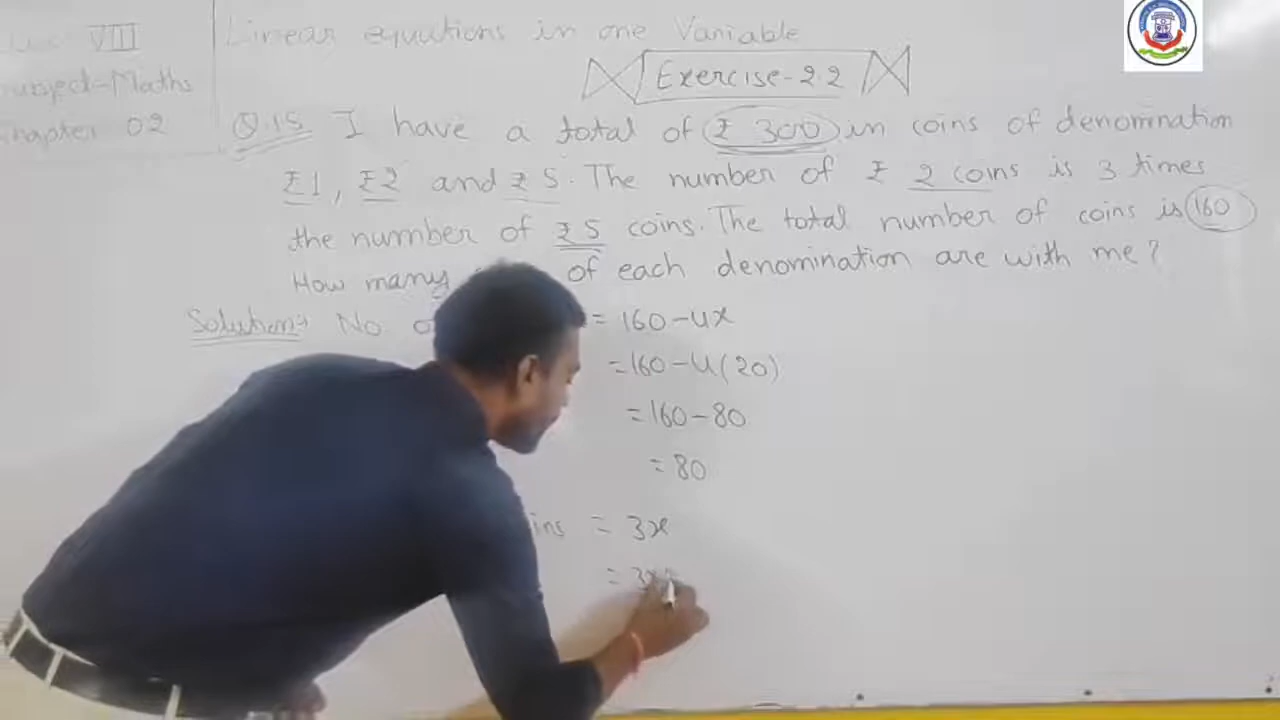 VIII
Linear equations in one Variable
Subject-Maths
Exercise-2.2
Chapter 02
Q.15 I have a total of ₹ 300 in coins of denomination
₹1, ₹2 and ₹ 5. The number of ₹ 2 coins is 3 times
the number of ₹ 5 coins. The total number of coins is 160
How many of each denomination are with me?
Solution:→ No = 160-4x
=160-4(20)
=160-80
=80
ins = 3x